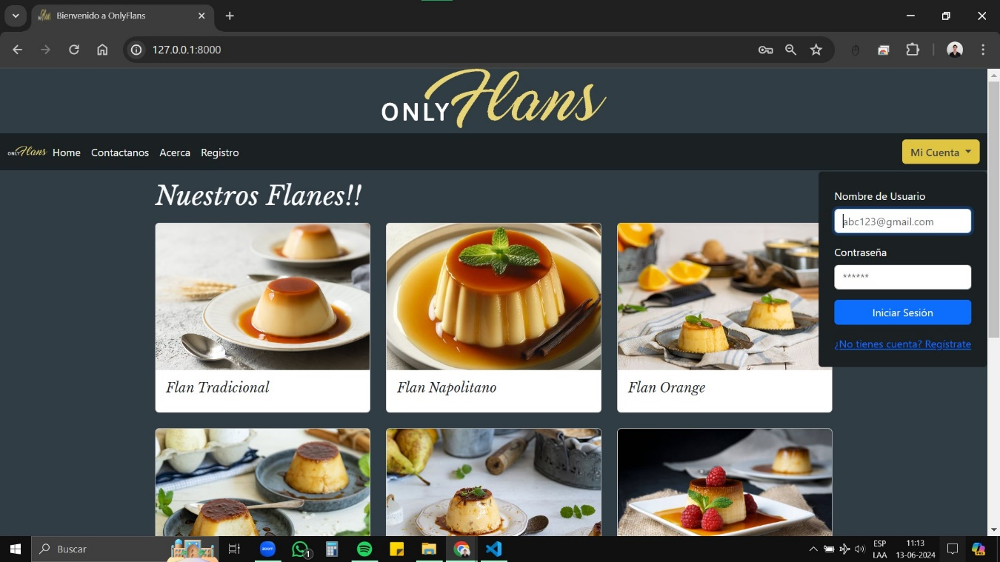 Bienvenido a OnlyFlans
127.0.0.1:8000
ONLY Flans
ONLY Flans Home Contactanos Acerca Registro Mi Cuenta
Nuestros Flanes!!
Nombre de Usuario
abc123@gmail.com
Contraseña
******
Iniciar Sesión
¿No tienes cuenta? Regístrate
Flan Tradicional Flan Napolitano Flan Orange
Buscar
zoom
1
ESP
LAA
11:13
13-06-2024